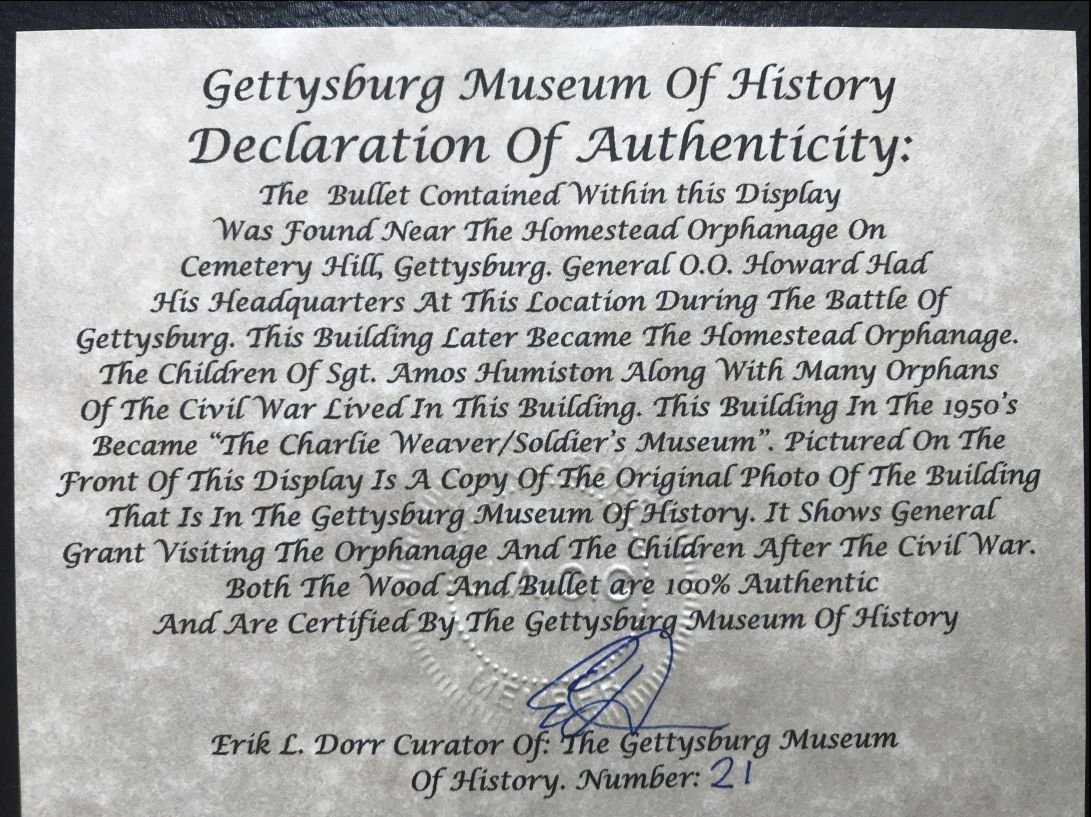 Gettysburg Museum Of History
Declaration Of Authenticity:
The Bullet Contained Within this Display
Was Found Near The Homestead Orphanage On
Cemetery Hill, Gettysburg. General O.O. Howard Had
His Headquarters At This Location During The Battle Of
Gettysburg. This Building Later Became The Homestead Orphanage.
The Children Of Sgt. Amos Humiston Along With Many Orphans
Of The Civil War Lived In This Building. This Building In The 1950's
Became “The Charlie Weaver/Soldier's Museum”. Pictured On The
Front Of This Display Is A Copy Of The Original Photo Of The Building
That Is In The Gettysburg Museum Of History. It Shows General
Grant Visiting The Orphanage And The Children After The Civil War.
Both The Wood And Bullet are 100% Authentic
And Are Certified By The Gettysburg Museum Of History
MEMBER
Erik L. Dorr Curator Of: The Gettysburg Museum
Of History. Number: 21